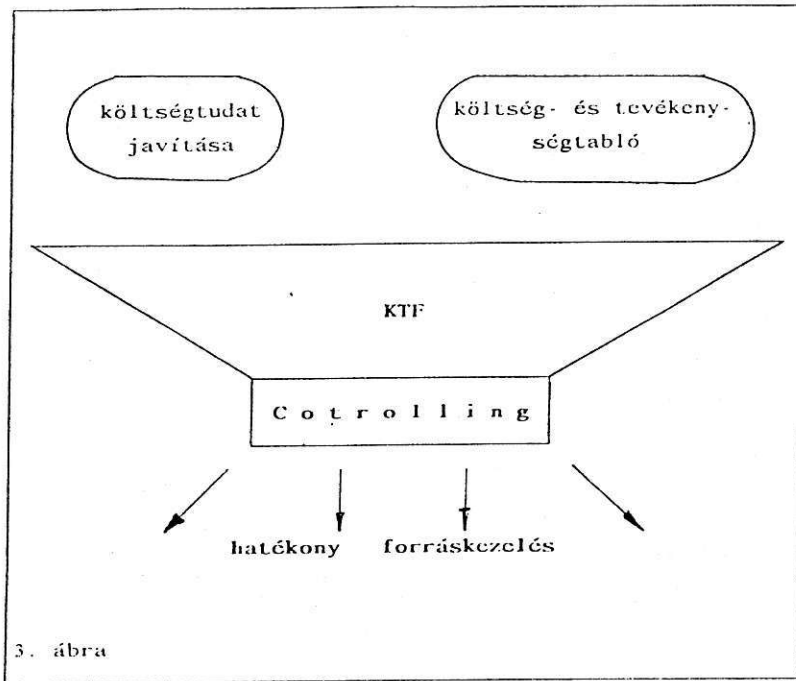 költségtudat
javítása
költség- és tevékeny-
ségtabló
KTF
Cotrolling
hatékony forráskezelés
3. ábra